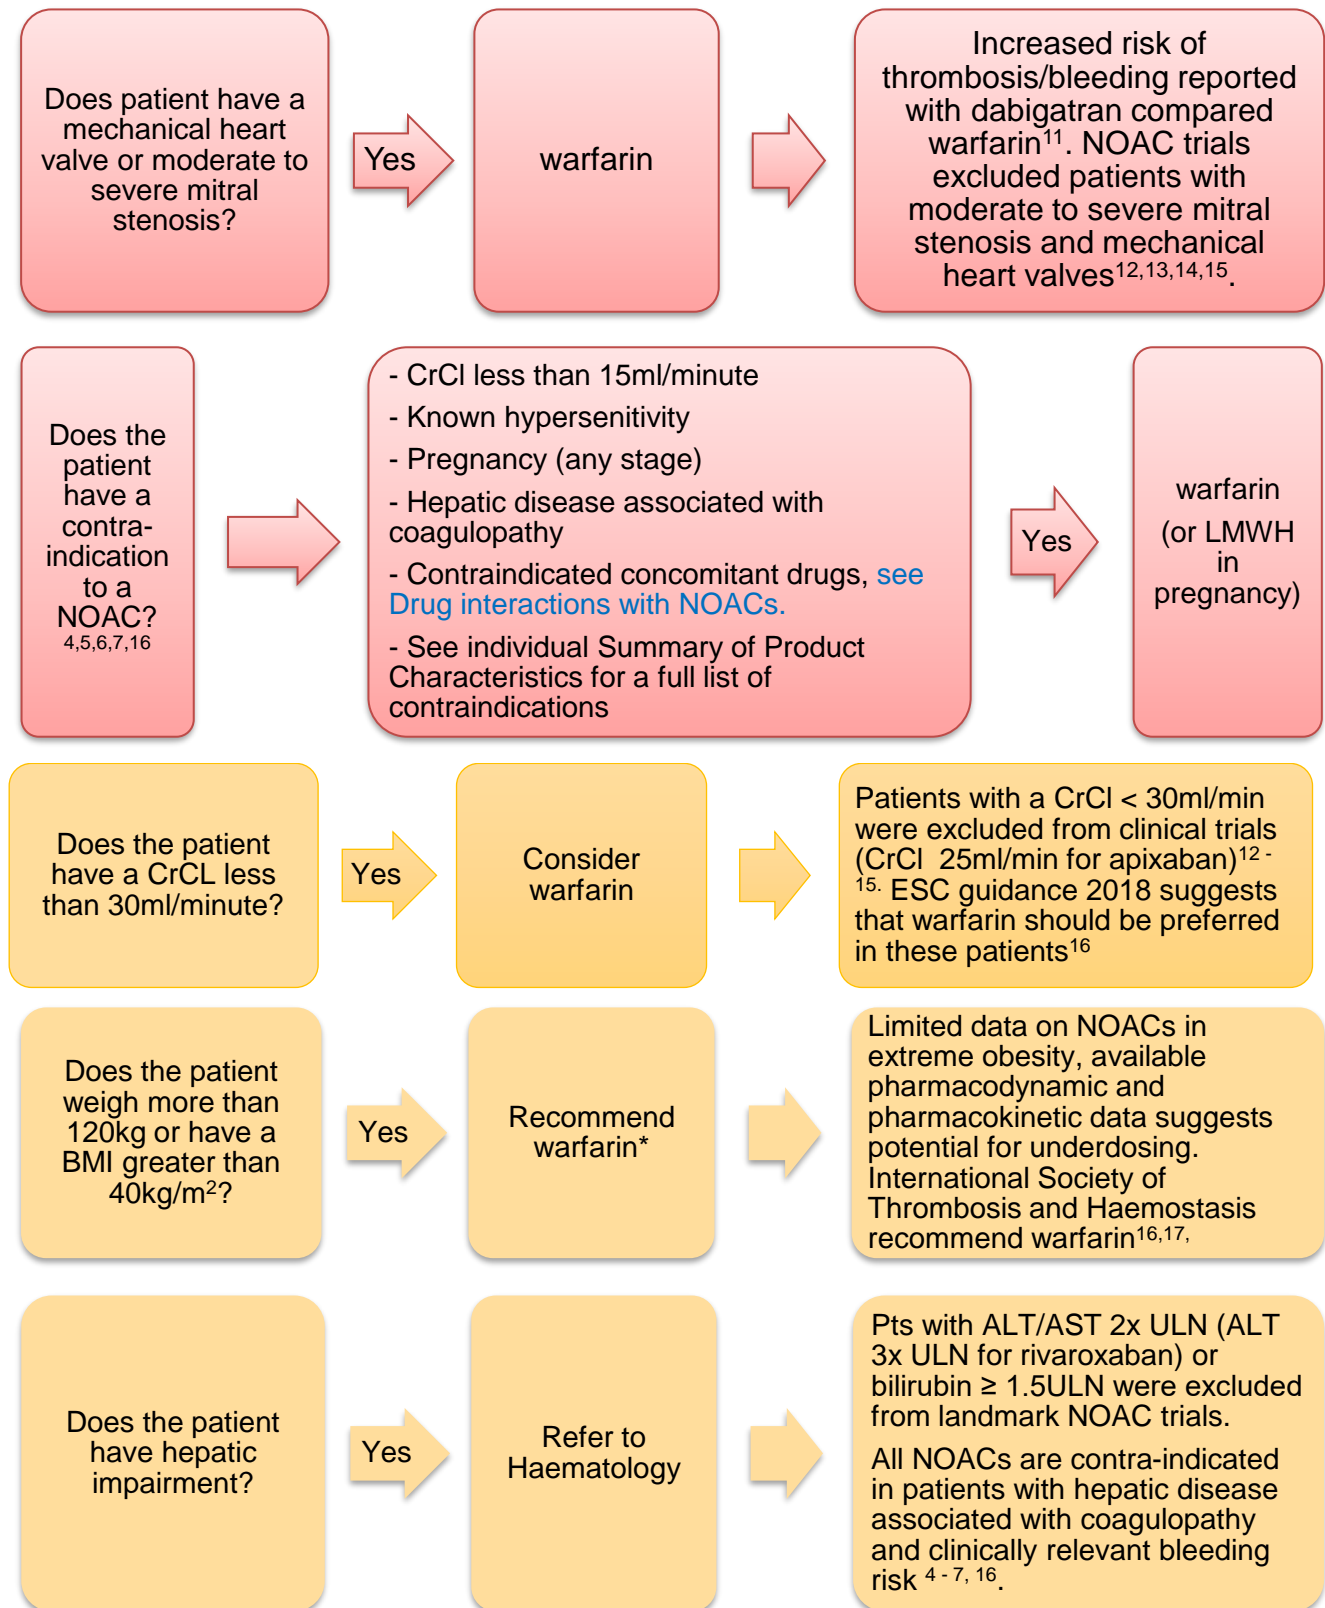 Does patient have a
mechanical heart
valve or moderate to
severe mitral
stenosis?
Yes
warfarin
Increased risk of
thrombosis/bleeding reported
with dabigatran compared
warfarin11. NOAC trials
excluded patients with
moderate to severe mitral
stenosis and mechanical
heart valves12,13,14,15.
Does the
patient
have a
contra-
indication
to a
NOAC?
4,5,6,7,16
- CrCl less than 15ml/minute
- Known hypersenitivity
- Pregnancy (any stage)
- Hepatic disease associated with
coagulopathy
- Contraindicated concomitant drugs, see
Drug interactions with NOACs.
- See individual Summary of Product
Characteristics for a full list of
contraindications
Yes
warfarin
(or LMWH
in
pregnancy)
Does the patient
have a CrCL less
than 30ml/minute?
Yes
Consider
warfarin
Patients with a CrCl < 30ml/min
were excluded from clinical trials
(CrCl 25ml/min for apixaban)12 -
15. ESC guidance 2018 suggests
that warfarin should be preferred
in these patients16
Does the patient
weigh more than
120kg or have a
BMI greater than
40kg/m2?
Yes
Recommend
warfarin*
Limited data on NOACs in
extreme obesity, available
pharmacodynamic and
pharmacokinetic data suggests
potential for underdosing.
International Society of
Thrombosis and Haemostasis
recommend warfarin16,17,
Does the patient
have hepatic
impairment?
Yes
Refer to
Haematology
Pts with ALT/AST 2x ULN (ALT
3x ULN for rivaroxaban) or
bilirubin ≥ 1.5ULN were excluded
from landmark NOAC trials.
All NOACs are contra-indicated
in patients with hepatic disease
associated with coagulopathy
and clinically relevant bleeding
risk 4 - 7, 16.